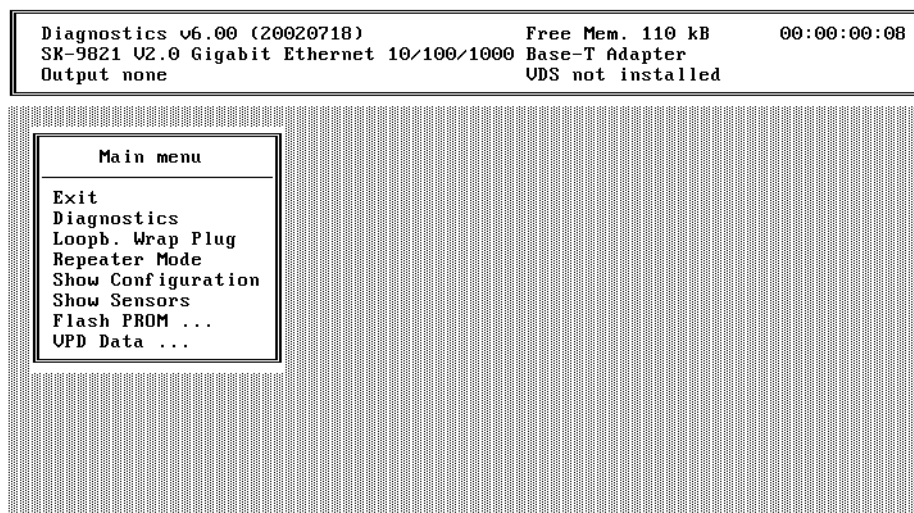 Diagnostics v6.00 (20020718) Free Mem. 110 kB 00:00:00:08
SK-9821 V2.0 Gigabit Ethernet 10/100/1000 Base-T Adapter
Output none VDS not installed
Main menu
Exit
Diagnostics
Loopb. Wrap Plug
Repeater Mode
Show Configuration
Show Sensors
Flash PROM ...
VPD Data ...